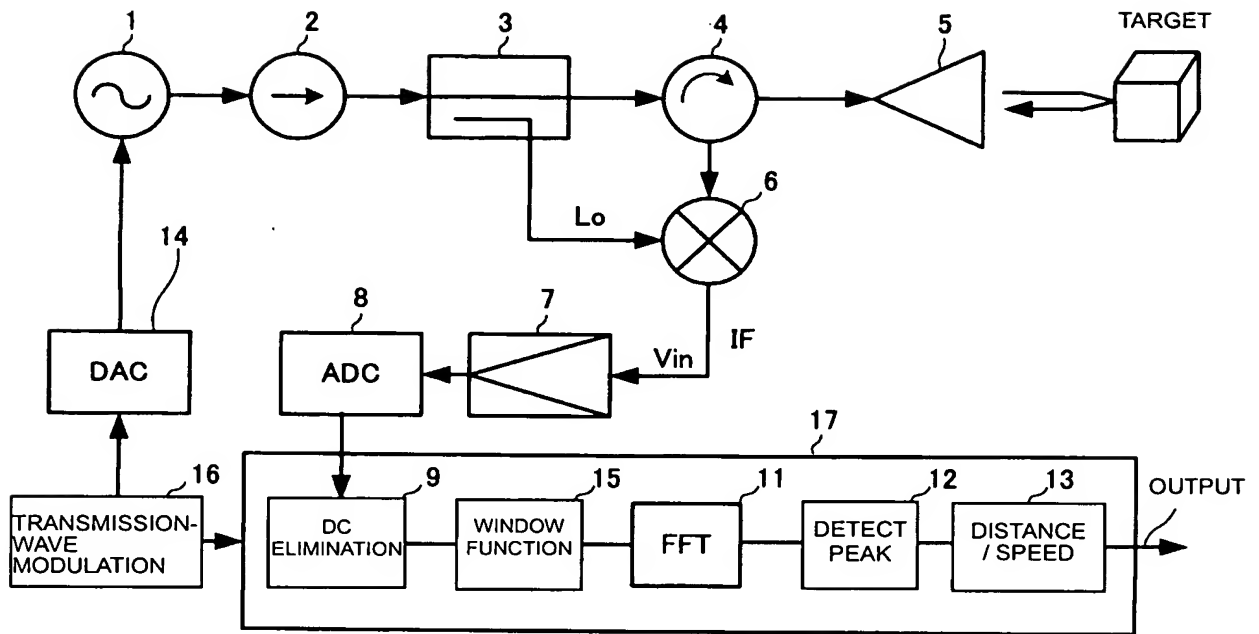 1
2
3
4
5
TARGET
6
Lo
14
8
7
IF
Vin
DAC
ADC
17
16
9
15
11
12
13
OUTPUT
TRANSMISSION-
WAVE
MODULATION
DC
ELIMINATION
WINDOW
FUNCTION
FFT
DETECT
PEAK
DISTANCE
/ SPEED